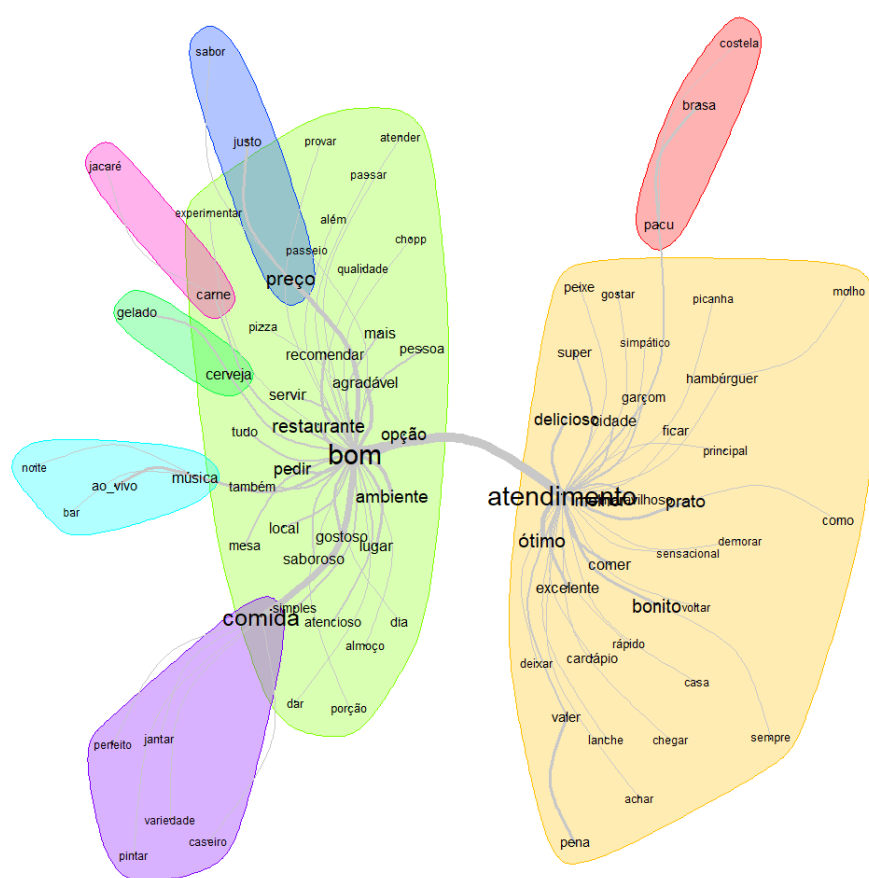 costela
sabor
brasa
justo
provar
atender
jacaré
passar
experimentar
além
pacu
passeio
chopp
qualidade
preço
peixe
gostar
picanha
molho
carne
gelado
pizza
mais
recomendar
pessoa
simpático
super
cerveja
agradável
hambúrguer
servir
garçom
restaurante
opção
delicioso
cidade
tudo
ficar
bom
principal
noite
pedir
música
ao_vivo
também
ambiente
atendimento
maravilhoso
prato
bar
local
como
gostoso
ótimo
demorar
mesa
lugar
sensacional
saboroso
comer
excelente
simples
bonito
voltar
comida
atencioso
dia
almoço
rápido
deixar
cardápio
casa
dar
porção
valer
perfeito
jantar
lanche
chegar
sempre
achar
variedade
pintar
caseiro
pena